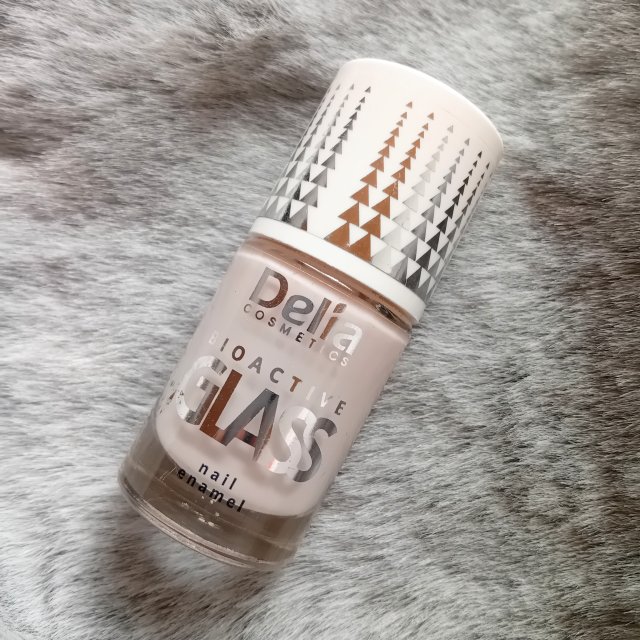 Delia
COSMETICS
BIOACTIVE
GLASS
nail
enamel